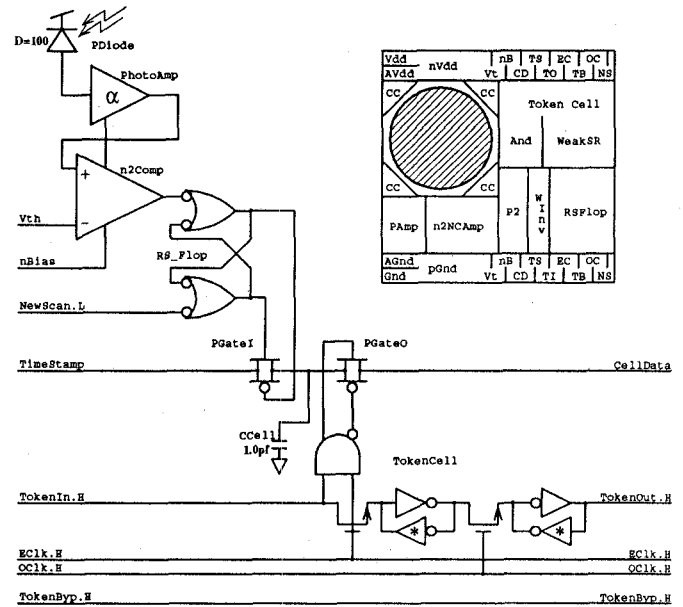 D=100
PDiode
PhotoAmp
α
n2Comp
+
Vth
-
nBias
RS_Flop
NewScan.L
PGateI
PGateO
TimeStamp
CellData
CCell
1.0pf
TokenCell
TokenIn.H
TokenOut.H
*
*
EClk.H
EClk.H
OClk.H
OClk.H
TokenByp.H
TokenByp.H
Vdd
nVdd
nB TS EC OC
AVdd
Vt CD TO TB NS
CC
CC
Token Cell
And
WeakSR
CC
CC
PAmp
n2NCAmp
P2
WInv
RSFlop
AGnd
pGnd
nB TS EC OC
Gnd
Vt CD TI TB NS